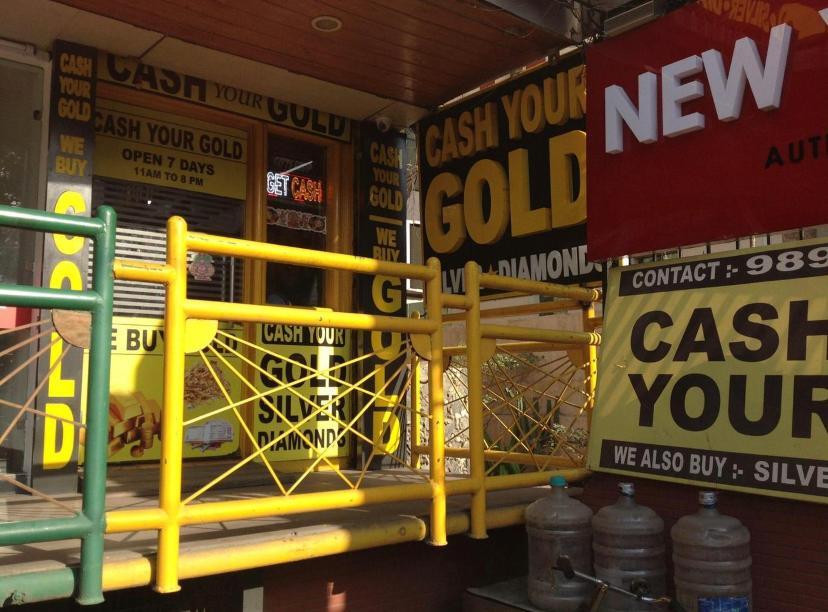 CASH
YOUR
GOLD
WE
BUY
GOLD
CASH YOUR GOLD
CASH YOUR GOLD
OPEN 7 DAYS
11AM TO 8 PM
GET CASH
CASH
YOUR
GOLD
WE
BUY
GOLD
E BUY
CASH YOUR
GOLD
SILVER
DIAMONDS
CASH YOUR
GOLD
DIAMONDS
NEW
AUT
CONTACT :- 989
CASH
YOUR
WE ALSO BUY :- SILVE